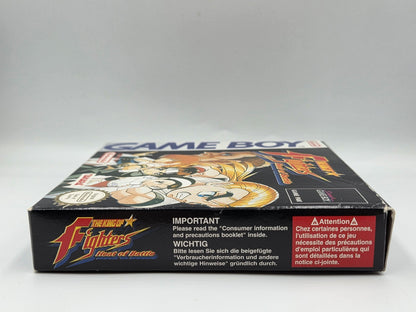 GAME BOY
THE KING OF
Fighters
Heat of Battle
IMPORTANT
Please read the "Consumer information
and precautions booklet" inside.
WICHTIG
Bitte lesen Sie sich die beigefügte
"Verbraucherinformation und andere
wichtige Hinweise" gründlich durch.
Attention
Chez certaines personnes,
l'utilisation de ce jeu
nécessite des précautions
d'emploi particulières qui
sont détaillées dans la
notice ci-jointe.